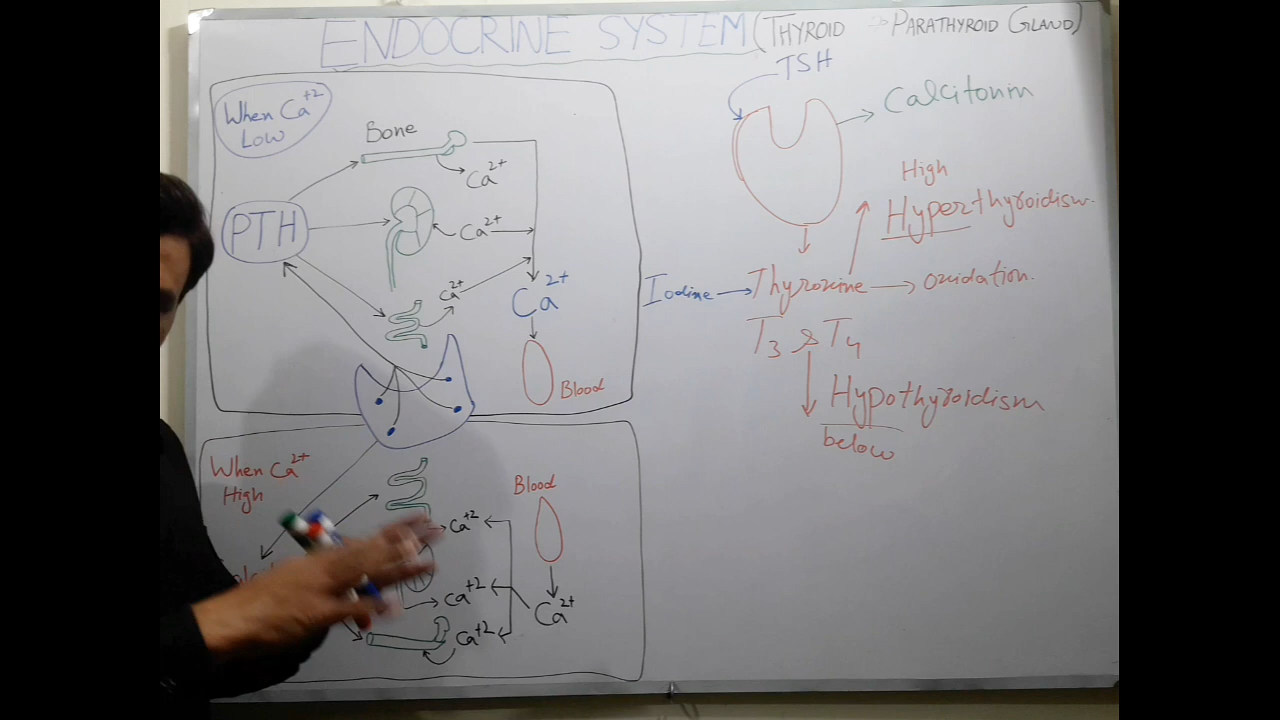 ENDOCRINE SYSTEM (THYROID PARATHYROID GLAND)
When Ca+2
Low
Bone
Ca2+
PTH
Ca2+
Ca2+
Ca2+
Blood
When Ca2+
High
Blood
Ca+2
Ca+2
Ca+2
Ca2+
TSH
Calcitonin
High
Hyperthyroidism.
Iodine → Thyroxine → Oxidation.
T3 & T4
Hypothyroidism
below